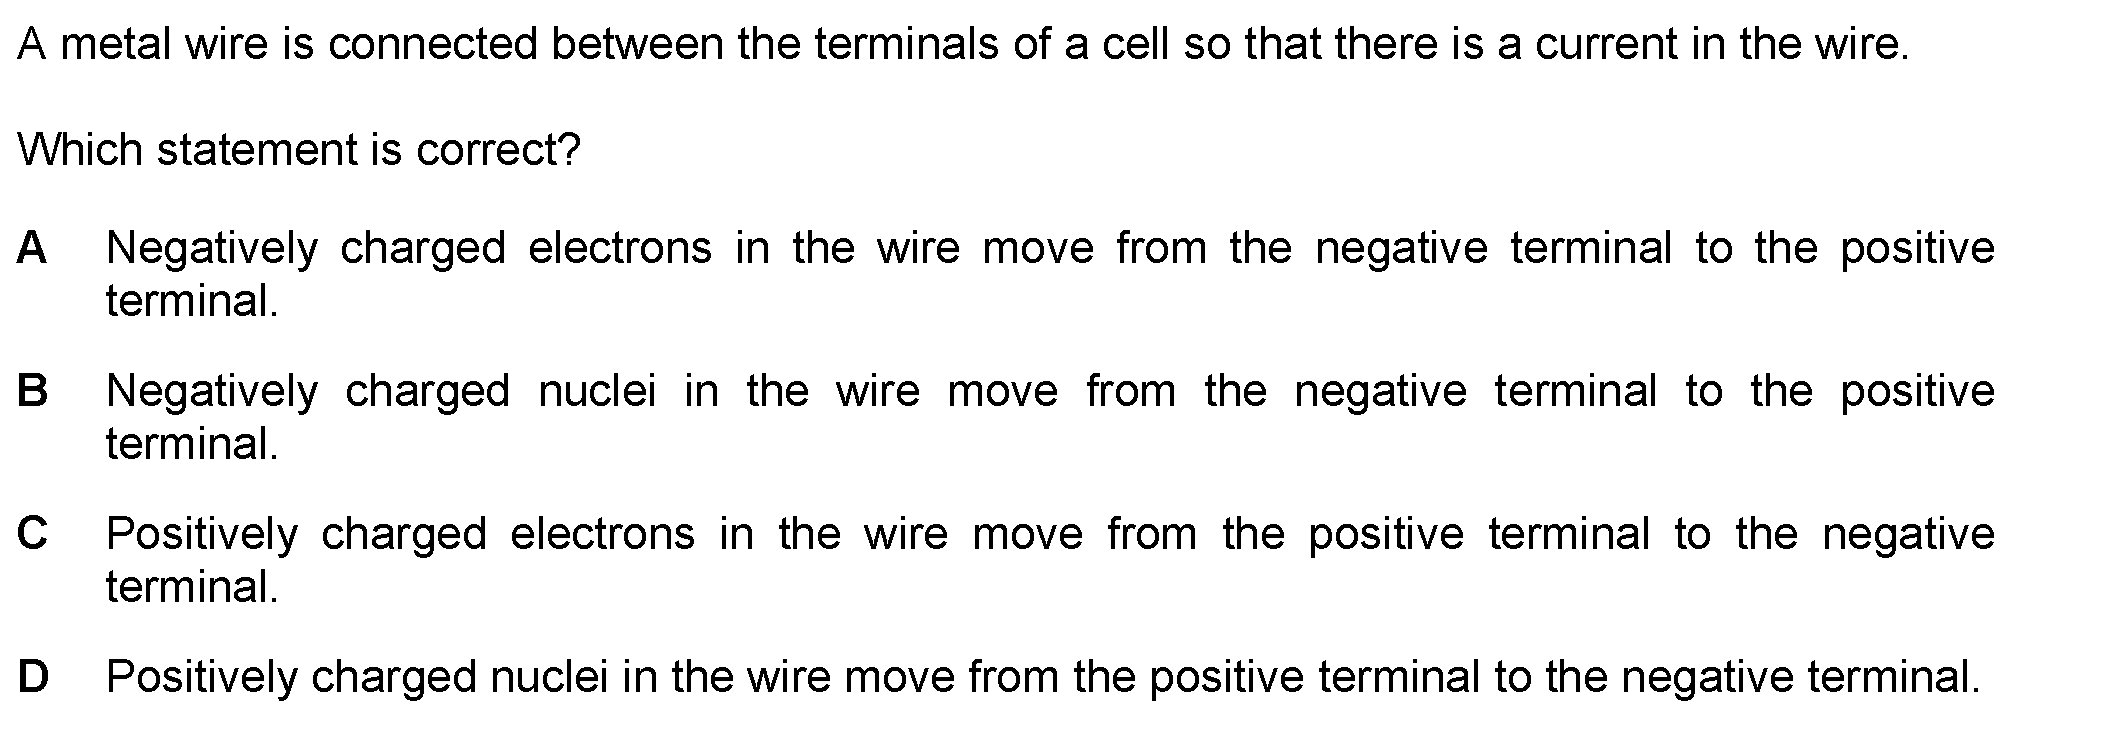 A metal wire is connected between the terminals of a cell so that there is a current in the wire.
Which statement is correct?
A Negatively charged electrons in the wire move from the negative terminal to the positive
terminal.
B Negatively charged nuclei in the wire move from the negative terminal to the positive
terminal.
C Positively charged electrons in the wire move from the positive terminal to the negative
terminal.
D Positively charged nuclei in the wire move from the positive terminal to the negative terminal.